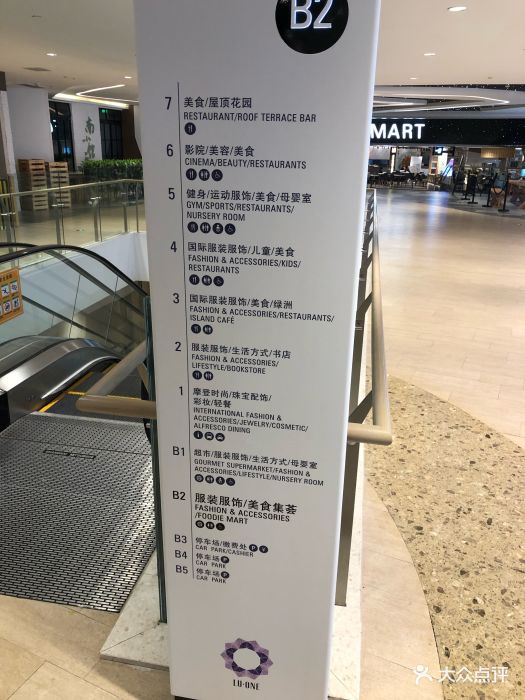 B2
MART
7 美食/屋顶花园
RESTAURANT/ROOF TERRACE BAR
6 影院/美容/美食
CINEMA/BEAUTY/RESTAURANTS
5 健身/运动服饰/美食/母婴室
GYM/SPORTS/RESTAURANTS/
NURSERY ROOM
4 国际服装服饰/儿童/美食
FASHION & ACCESSORIES/KIDS/
RESTAURANTS
3 国际服装服饰/美食/绿洲
FASHION & ACCESSORIES/RESTAURANTS/
ISLAND CAFÉ
2 服装服饰/生活方式/书店
FASHION & ACCESSORIES/
LIFESTYLE/BOOKSTORE
1 摩登时尚/珠宝配饰/
彩妆/轻餐
INTERNATIONAL FASHION &
ACCESSORIES/JEWELRY/COSMETIC/
ALFRESCO DINING
B1 超市/服装服饰/生活方式/母婴室
GOURMET SUPERMARKET/FASHION &
ACCESSORIES/LIFESTYLE/NURSERY ROOM
B2 服装服饰/美食集荟
FASHION & ACCESSORIES
/FOODIE MART
B3 停车场/缴费处 P ¥
CAR PARK/CASHIER
B4 停车场 P
CAR PARK
B5 停车场 P
CAR PARK
LU·ONE
大众点评